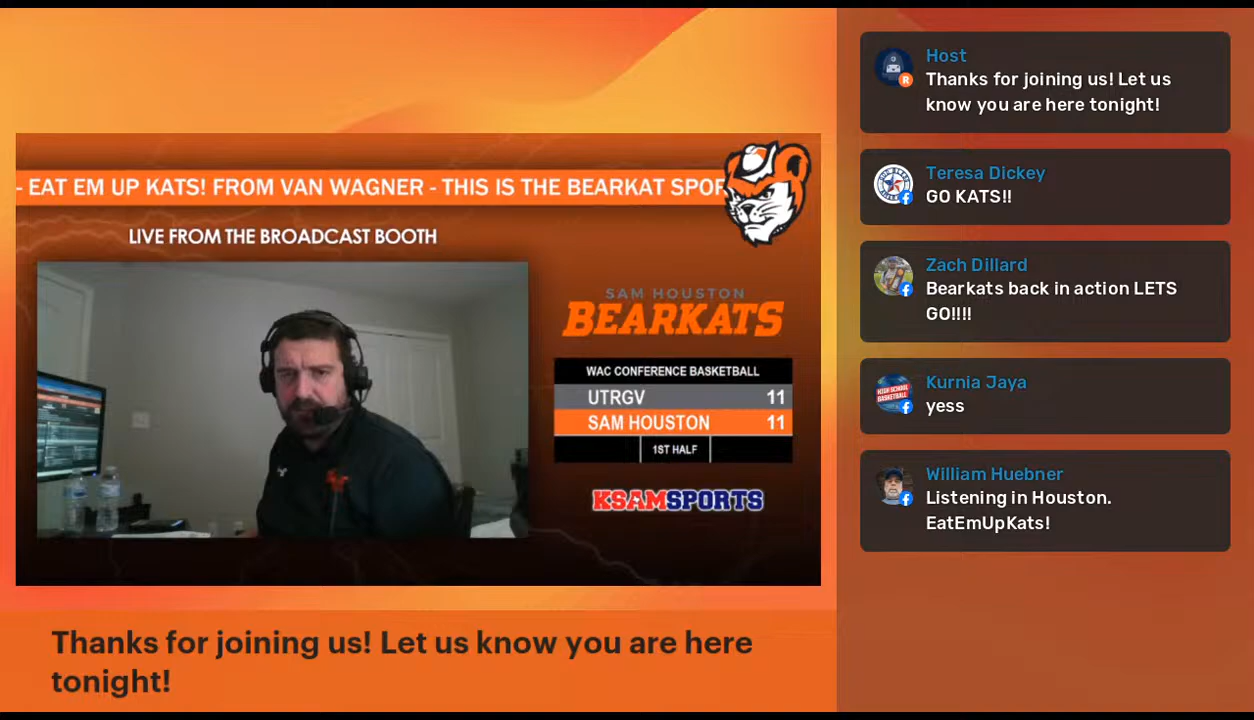 - EAT EM UP KATS! FROM VAN WAGNER - THIS IS THE BEARKAT SPOR
LIVE FROM THE BROADCAST BOOTH
SAM HOUSTON
BEARKATS
WAC CONFERENCE BASKETBALL
UTRGV 11
SAM HOUSTON 11
1ST HALF
KSAMSPORTS
Thanks for joining us! Let us know you are here
tonight!
Host
Thanks for joining us! Let us
know you are here tonight!
Teresa Dickey
GO KATS!!
Zach Dillard
Bearkats back in action LETS
GO!!!!
Kurnia Jaya
yess
William Huebner
Listening in Houston.
EatEmUpKats!